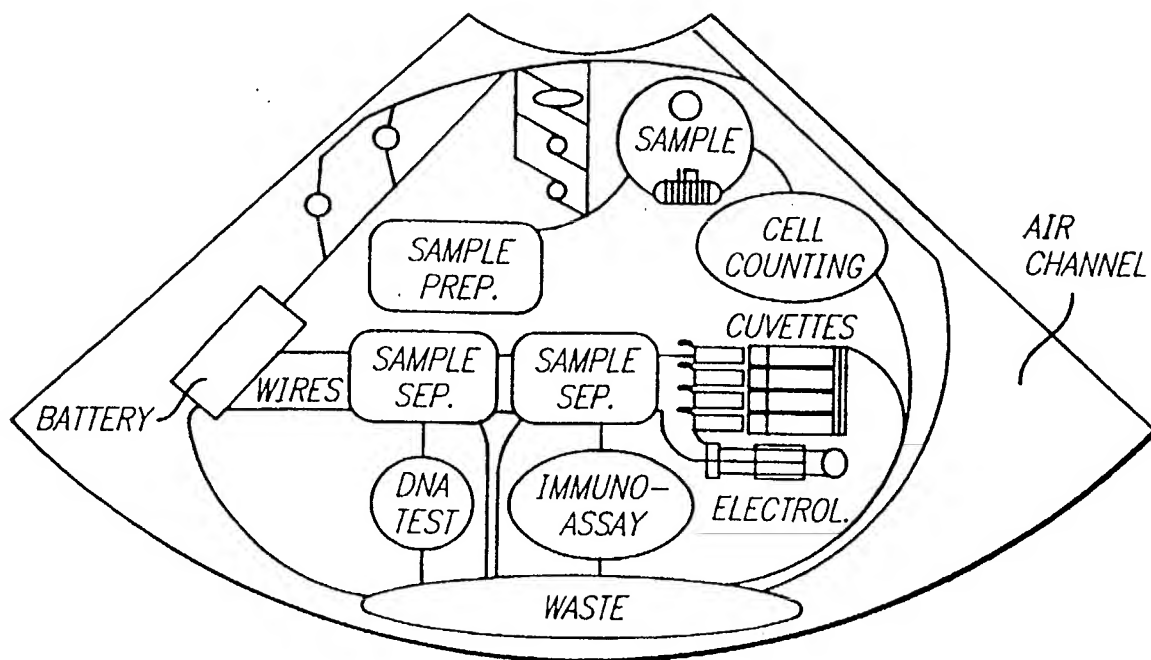 SAMPLE
SAMPLE
PREP.
CELL
COUNTING
AIR
CHANNEL
CUVETTES
BATTERY
WIRES
SAMPLE
SEP.
SAMPLE
SEP.
DNA
TEST
IMMUNO-
ASSAY
ELECTROL.
WASTE